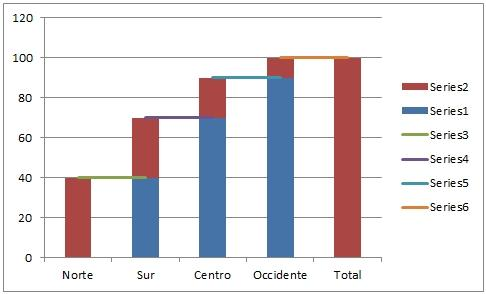 120
100
80
60
40
20
0
Norte Sur Centro Occidente Total
Series2
Series1
Series3
Series4
Series5
Series6